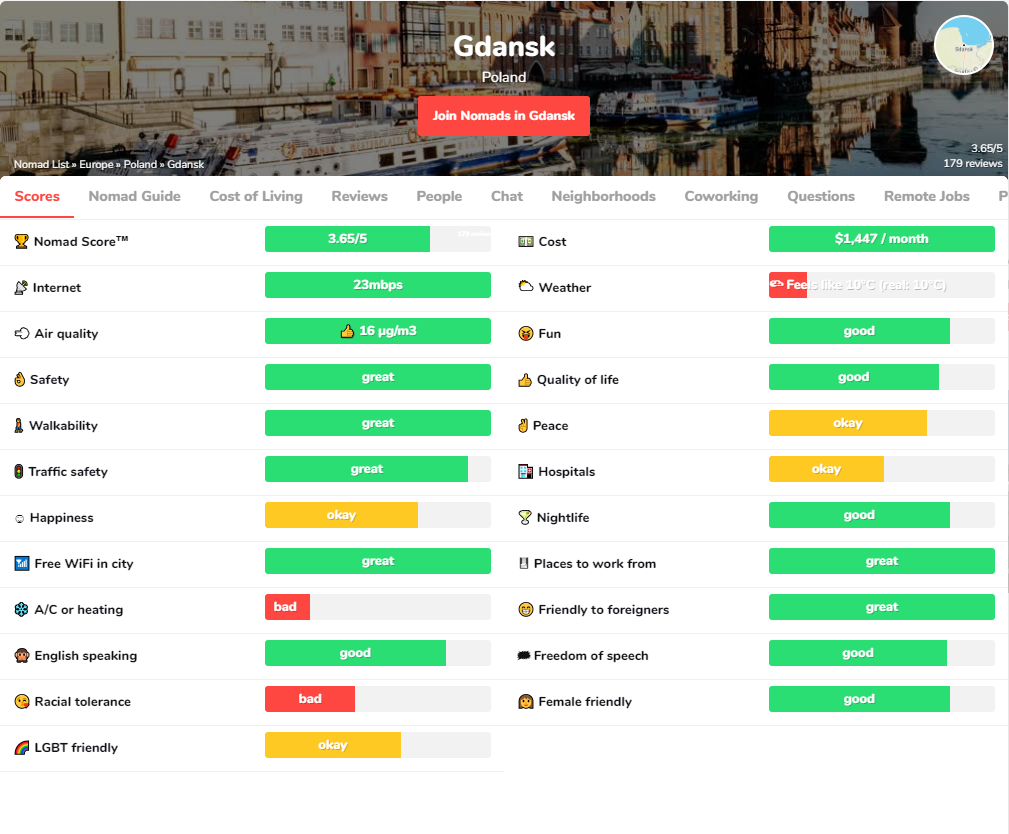 Gdansk
Poland
Join Nomads in Gdansk
Gdansk
3.65/5
Nomad List » Europe » Poland » Gdansk
179 reviews
Scores Nomad Guide Cost of Living Reviews People Chat Neighborhoods Coworking Questions Remote Jobs P
🏆 Nomad Score™ 3.65/5
💵 Cost $1,447 / month
📡 Internet 23mbps
🌥 Weather Feels like 10°C (real: 10°C)
Air quality 👍 16 µg/m3
😝 Fun good
👌 Safety great
👍 Quality of life good
🚶 Walkability great
✌ Peace okay
🚦 Traffic safety great
🏥 Hospitals okay
☺ Happiness okay
🍸 Nightlife good
📶 Free WiFi in city great
Places to work from great
❄ A/C or heating bad
😁 Friendly to foreigners great
🙊 English speaking good
Freedom of speech good
😘 Racial tolerance bad
👩 Female friendly good
🌈 LGBT friendly okay